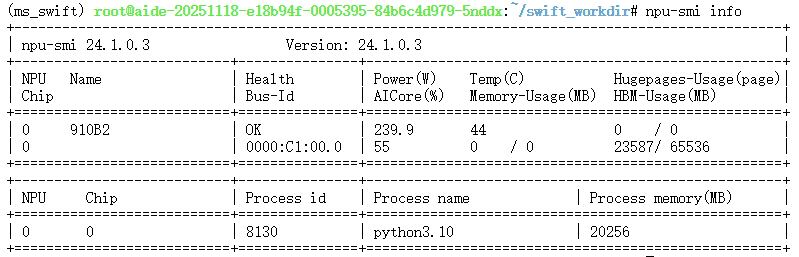 (ms_swift) root@aide-20251118-e18b94f-0005395-84b6c4d979-5nddx:~/swift_workdir# npu-smi info
npu-smi 24.1.0.3 Version: 24.1.0.3
NPU Name | Health | Power(W) Temp(C) Hugepages-Usage(page)
Chip | Bus-Id | AICore(%) Memory-Usage(MB) HBM-Usage(MB)
0 910B2 | OK | 239.9 44 0 / 0
0 | 0000:C1:00.0 | 55 0 / 0 23587/ 65536
NPU Chip | Process id | Process name | Process memory(MB)
0 0 | 8130 | python3.10 | 20256